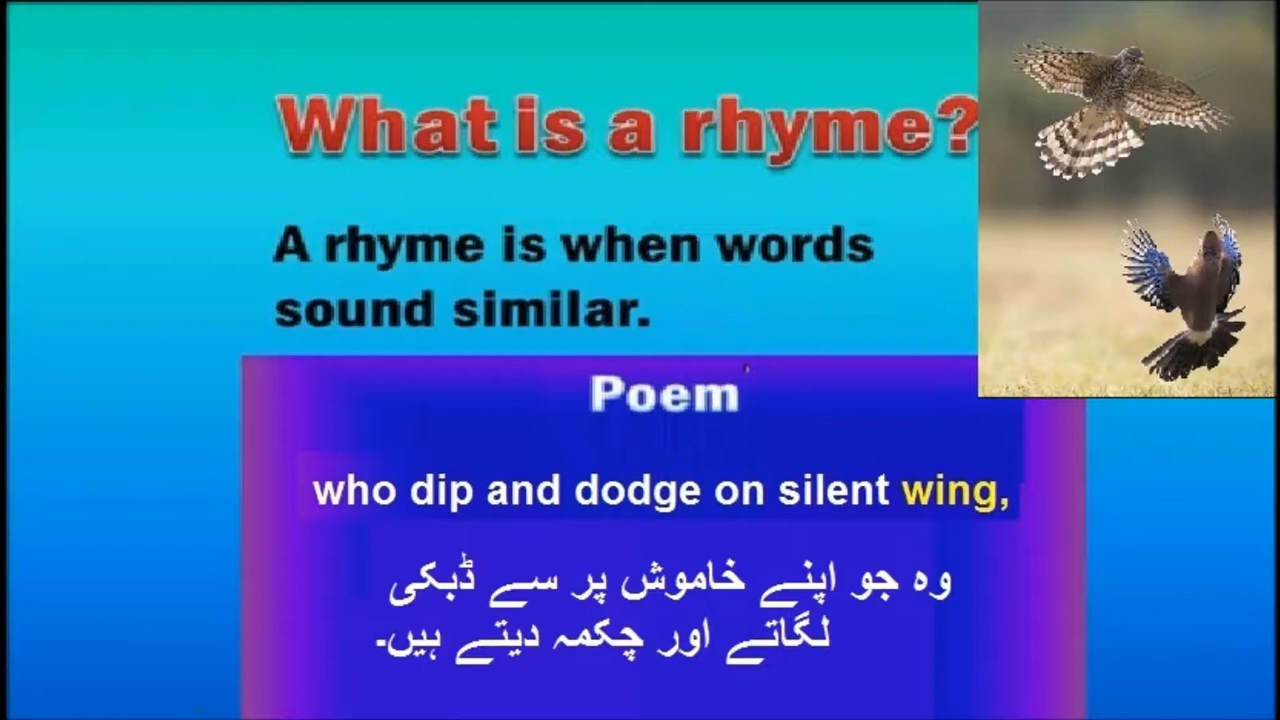 What is a rhyme?
A rhyme is when words
sound similar.
Poem
who dip and dodge on silent wing,
وہ جو اپنے خاموش پر سے ڈبکی
لگاتے اور چکمہ دیتے ہیں۔